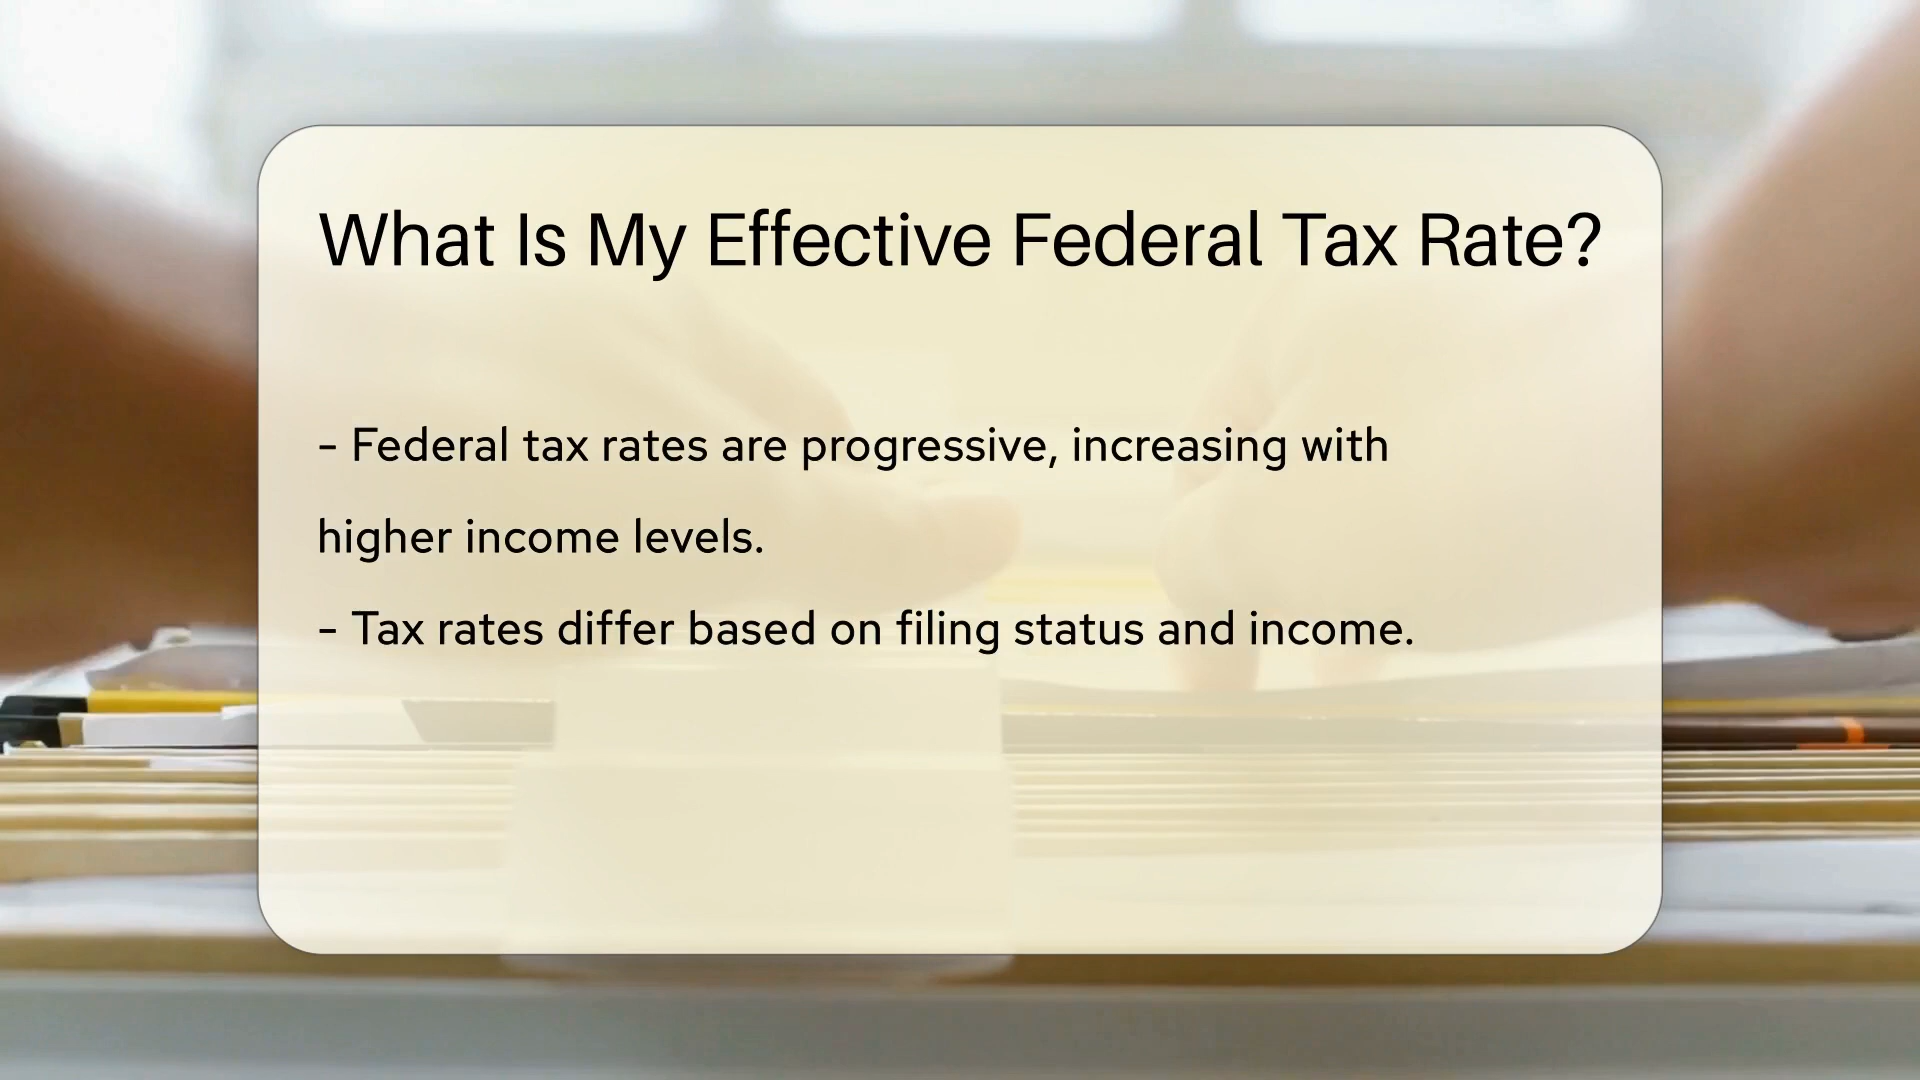 What Is My Effective Federal Tax Rate?
- Federal tax rates are progressive, increasing with
higher income levels.
- Tax rates differ based on filing status and income.